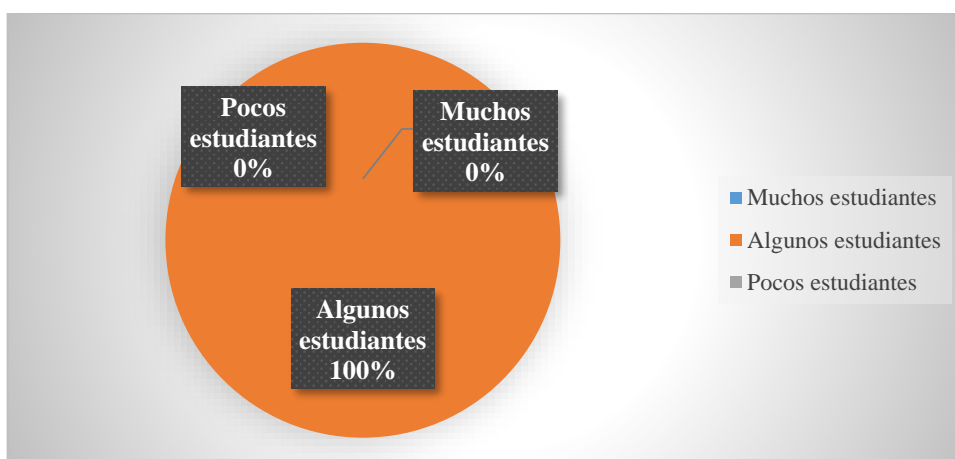 Pocos
estudiantes
0%
Muchos
estudiantes
0%
Algunos
estudiantes
100%
Muchos estudiantes
Algunos estudiantes
Pocos estudiantes